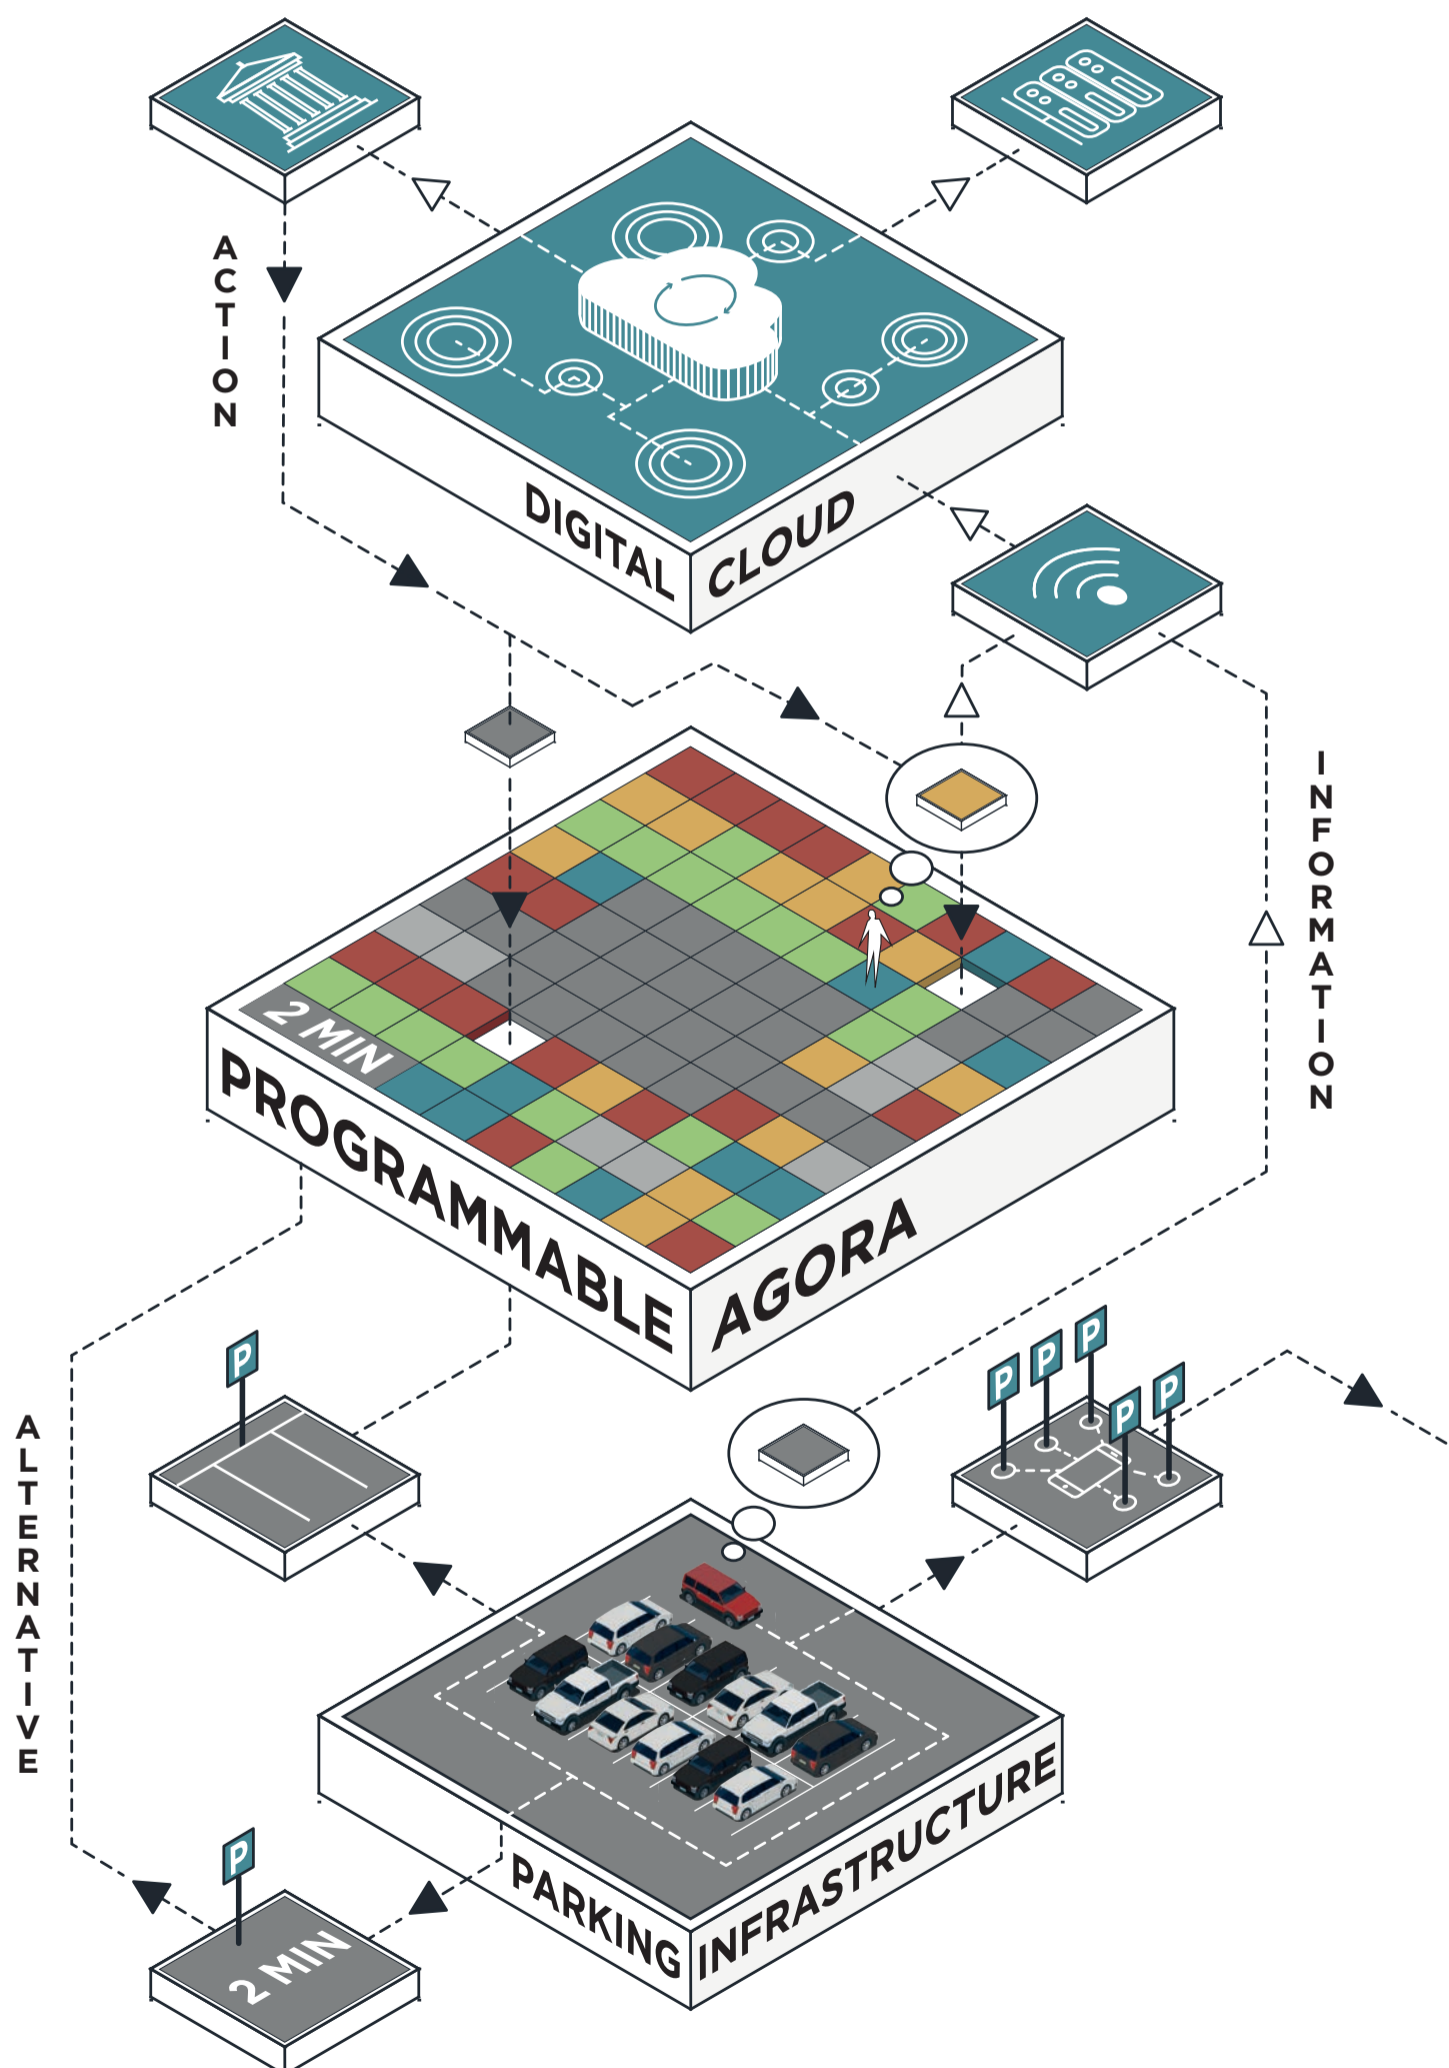 ACTION
DIGITAL CLOUD
INFORMATION
2 MIN
PROGRAMMABLE AGORA
P
P
P
P
P
P
ALTERNATIVE
PARKING INFRASTRUCTURE
P
2 MIN